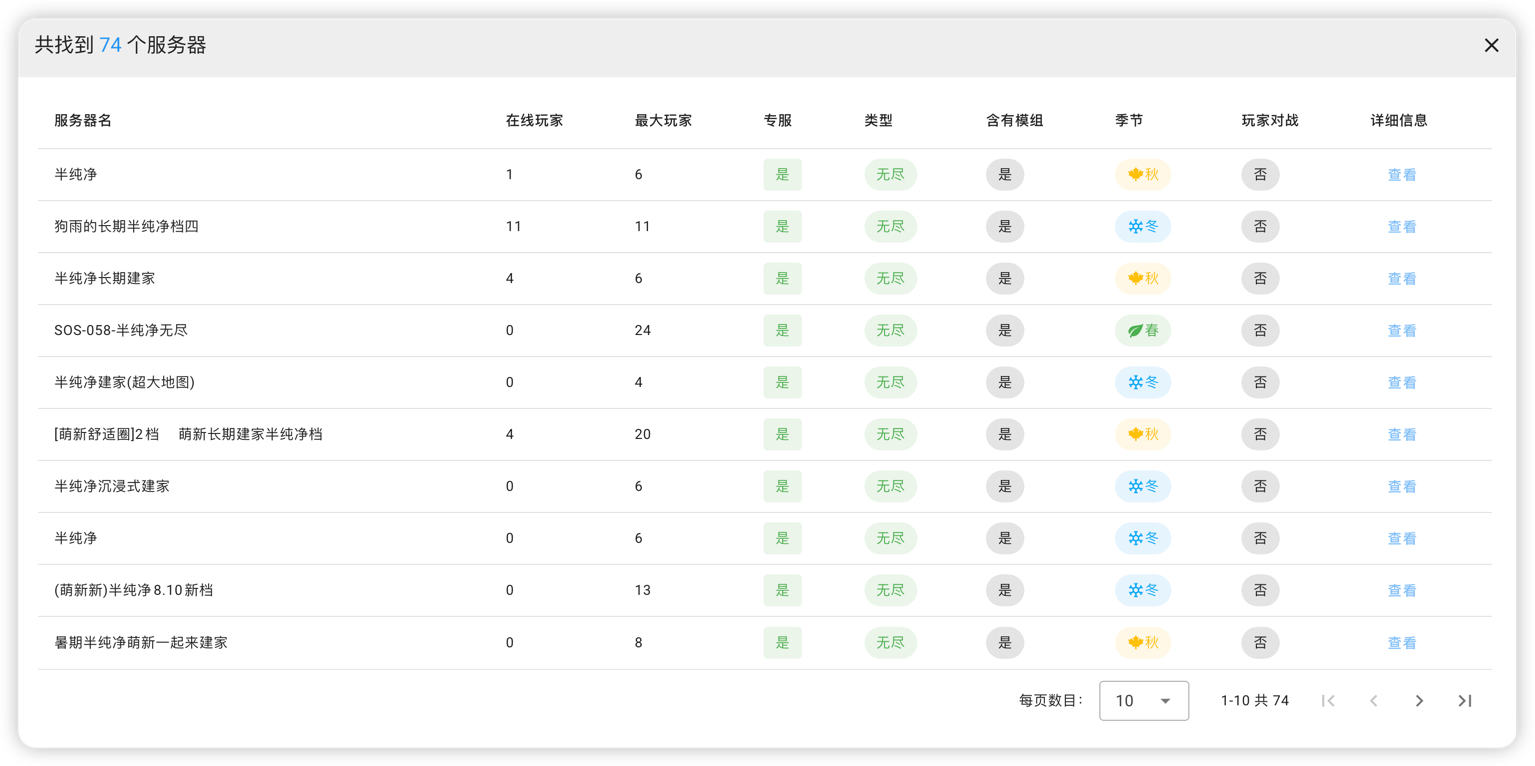 共找到 74 个服务器
服务器名 在线玩家 最大玩家 专服 类型 含有模组 季节 玩家对战 详细信息
半纯净 1 6 是 无尽 是 秋 否 查看
狗雨的长期半纯净档四 11 11 是 无尽 是 冬 否 查看
半纯净长期建家 4 6 是 无尽 是 秋 否 查看
SOS-058-半纯净无尽 0 24 是 无尽 是 春 否 查看
半纯净建家(超大地图) 0 4 是 无尽 是 冬 否 查看
[萌新舒适圈]2档 萌新长期建家半纯净档 4 20 是 无尽 是 秋 否 查看
半纯净沉浸式建家 0 6 是 无尽 是 冬 否 查看
半纯净 0 6 是 无尽 是 冬 否 查看
(萌新新)半纯净8.10新档 0 13 是 无尽 是 冬 否 查看
暑期半纯净萌新一起来建家 0 8 是 无尽 是 秋 否 查看
每页数目： 10 1-10 共 74